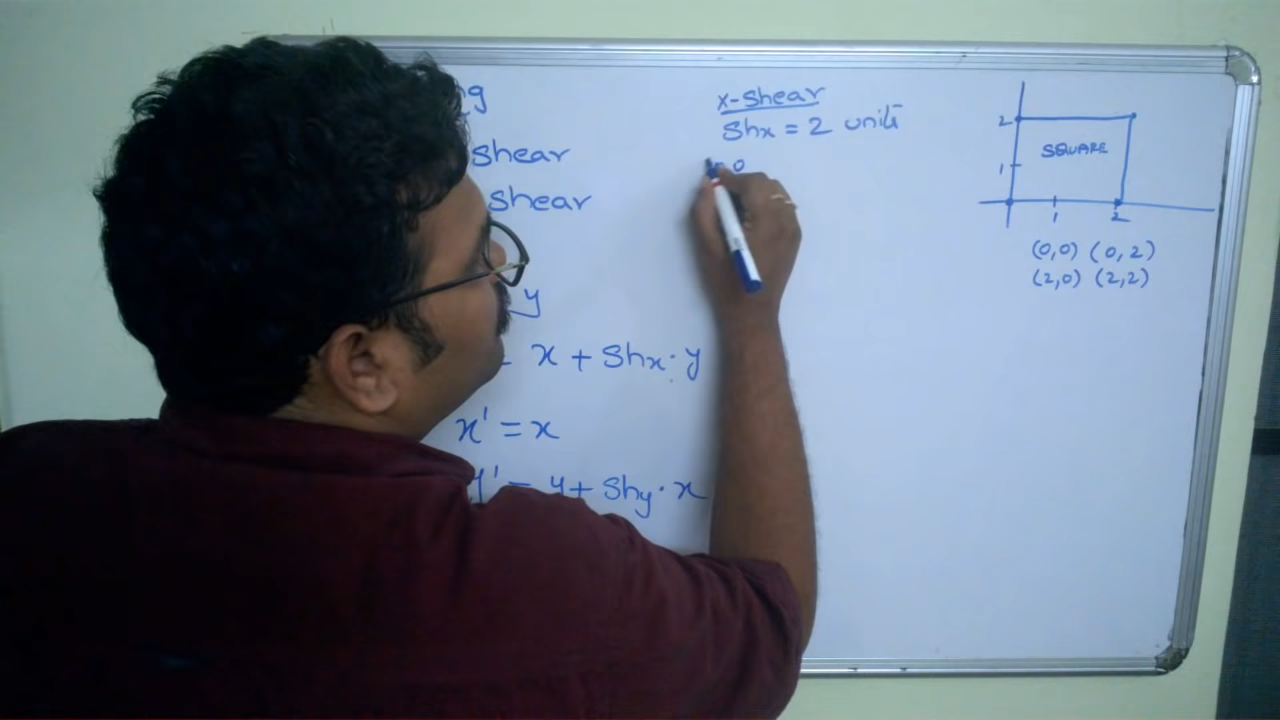 shear
shear
y
x + Shx · y
x' = x
y' = y + Shy · x
x-shear
Shx = 2 units
0
2
SQUARE
1
1 2
(0,0) (0,2)
(2,0) (2,2)